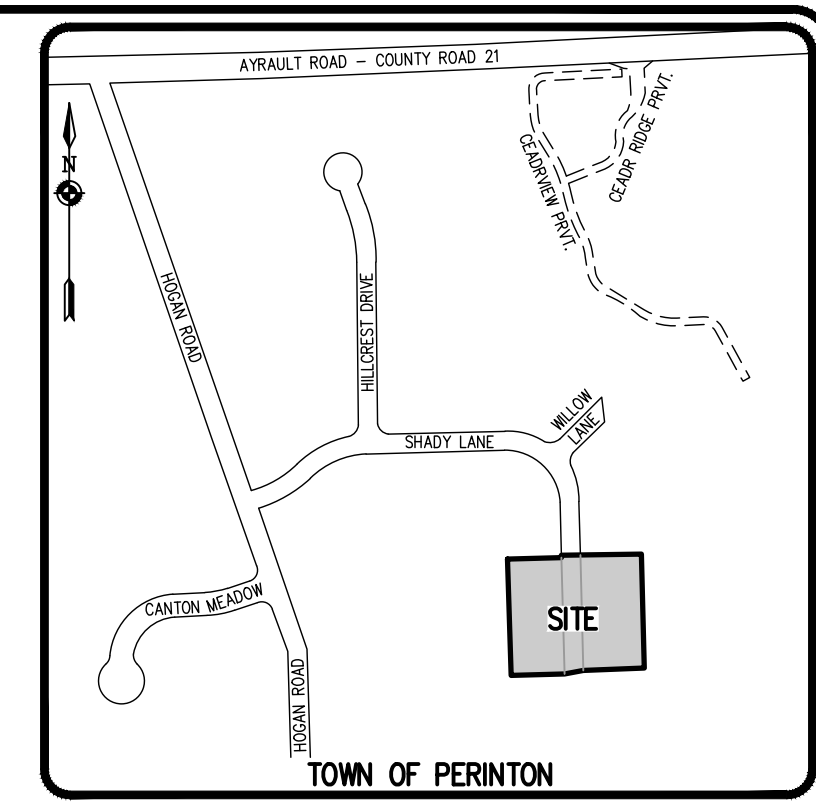 AYRAULT ROAD – COUNTY ROAD 21
N
CEADRVIEW PRVT.
CEADR RIDGE PRVT.
HOGAN ROAD
HILLCREST DRIVE
WILLOW
LANE
SHADY LANE
CANTON MEADOW
SITE
HOGAN ROAD
TOWN OF PERINTON